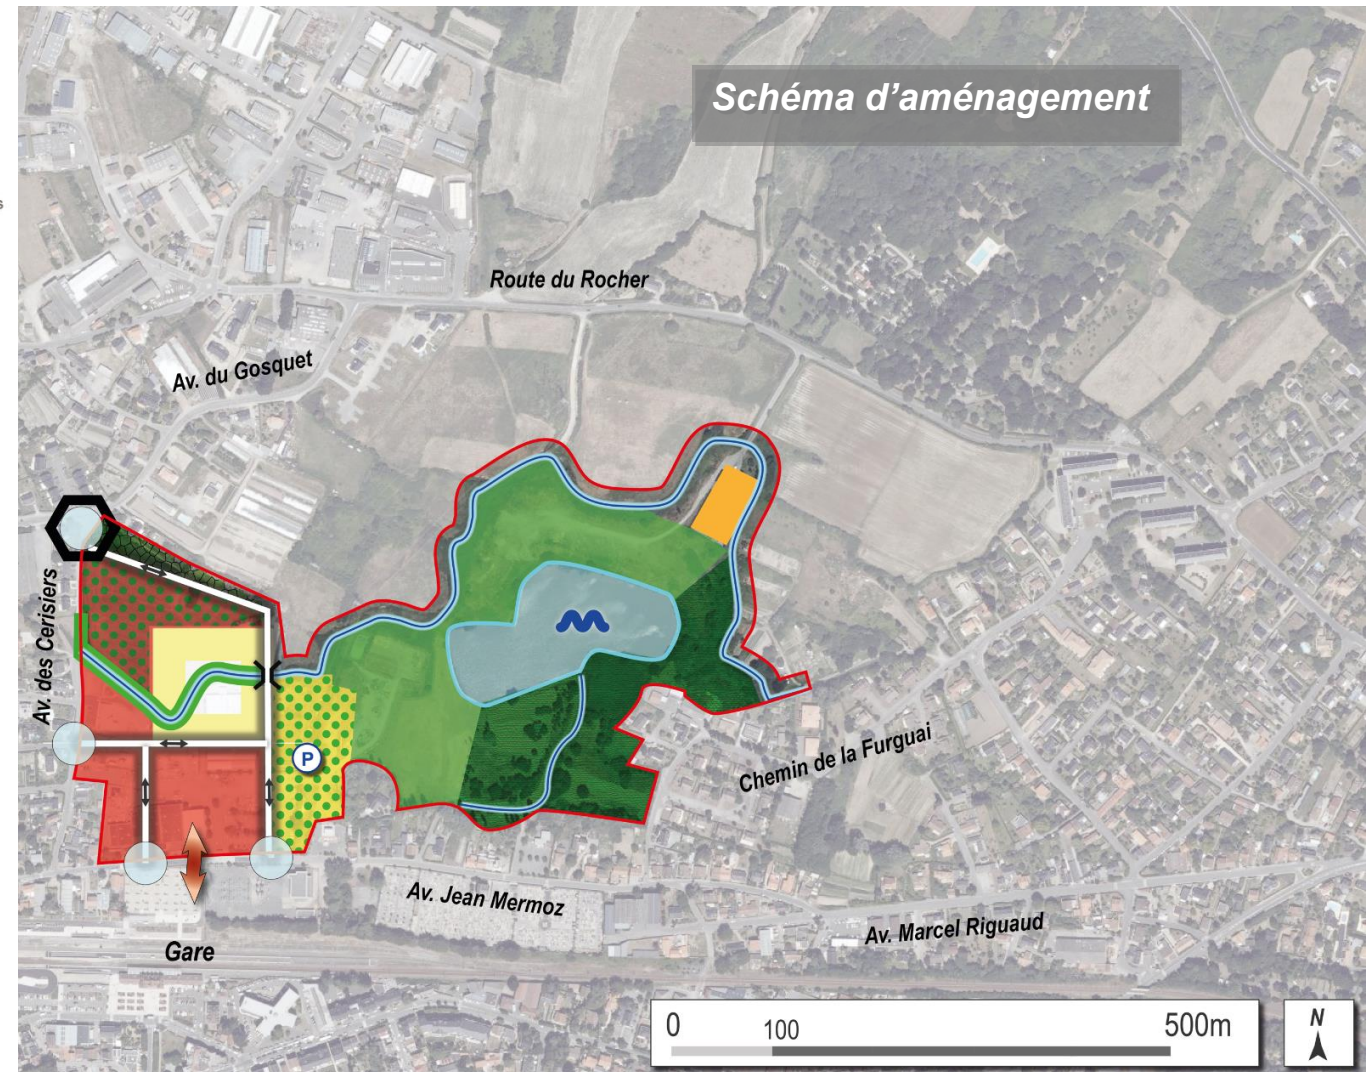 Schéma d'aménagement
s
Route du Rocher
Av. du Gosquet
Av. des Cerisiers
P
Chemin de la Furguai
Av. Jean Mermoz
Av. Marcel Riguaud
Gare
0 100 500m
N